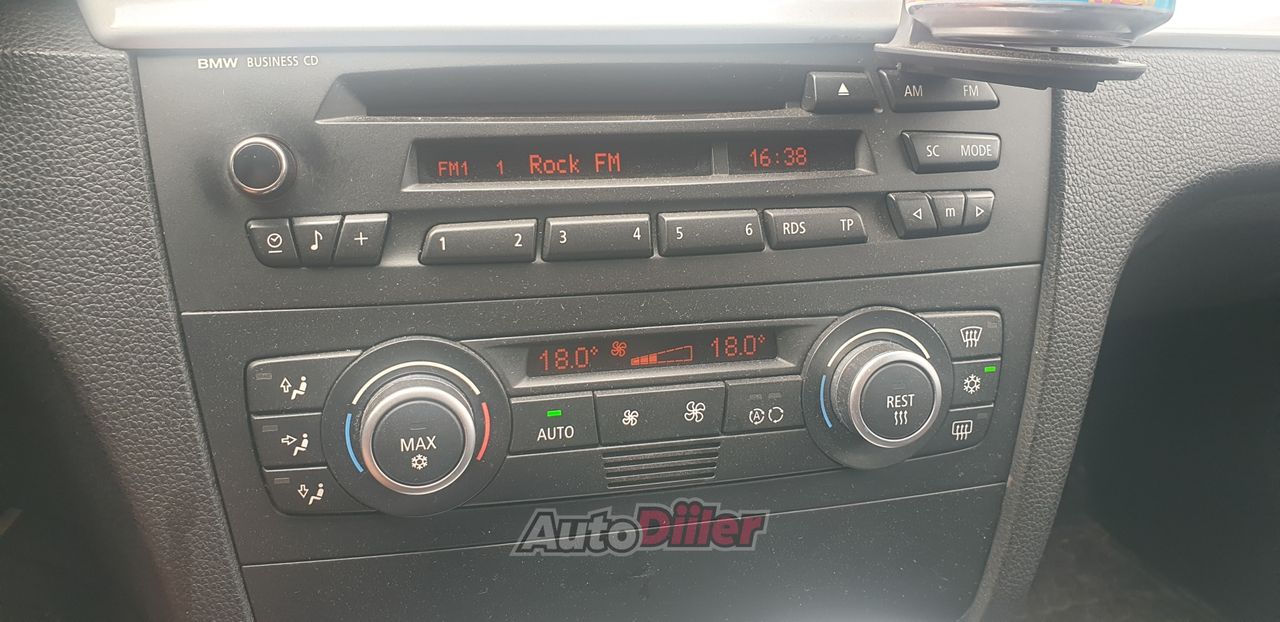 BMW BUSINESS CD
AM FM
FM1 1 Rock FM 16:38
SC MODE
1 2 3 4 5 6 RDS TP
m
18.0° 18.0°
MAX
AUTO
A
REST
AutoDiiler